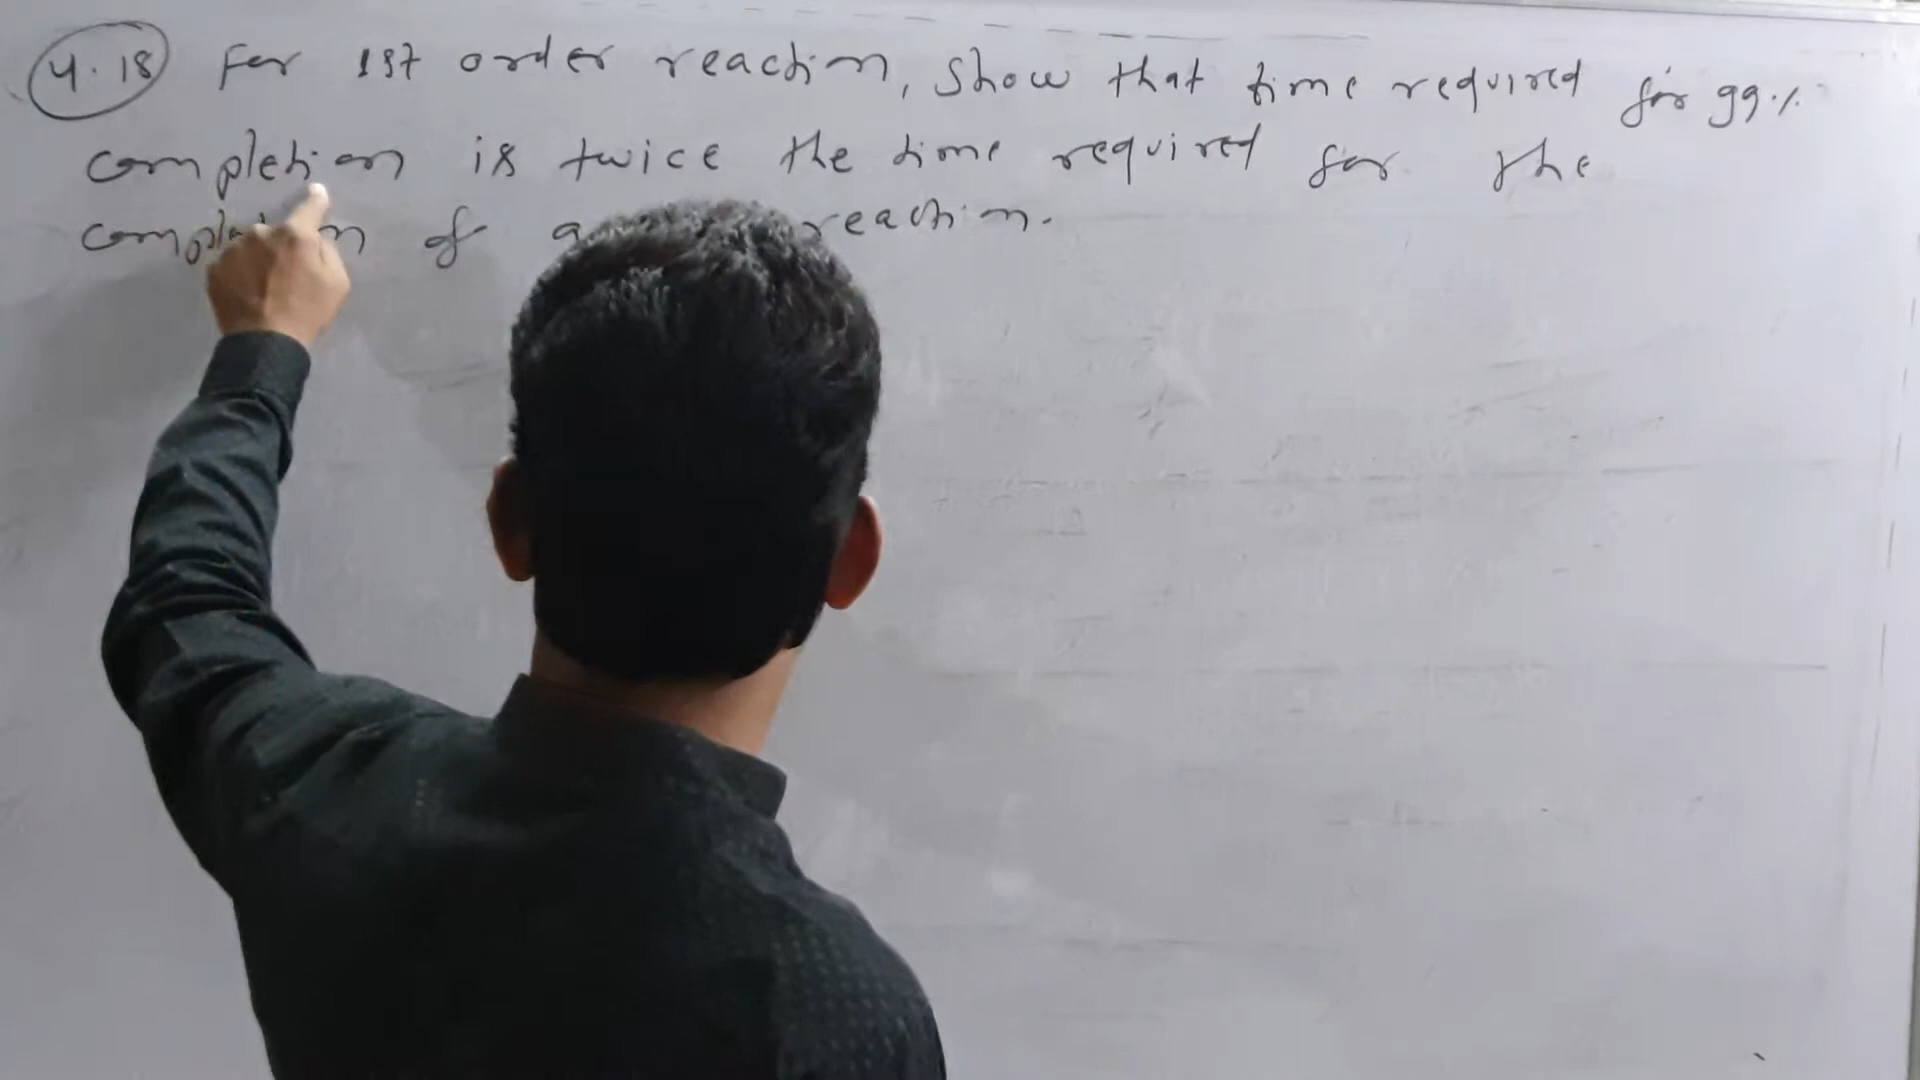 4.18 For 1st order reaction, Show that time required for 99%
completion is twice the time required for the
completion of reaction.